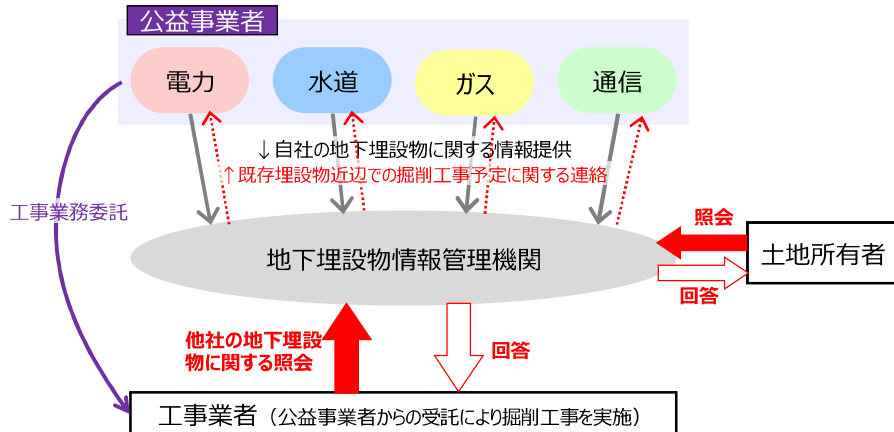 公益事業者
電力
水道
ガス
通信
↓自社の地下埋設物に関する情報提供
↑既存埋設物近辺での掘削工事予定に関する連絡
工事業務委託
地下埋設物情報管理機関
照会
土地所有者
回答
他社の地下埋設
物に関する照会
回答
工事業者（公益事業者からの受託により掘削工事を実施）